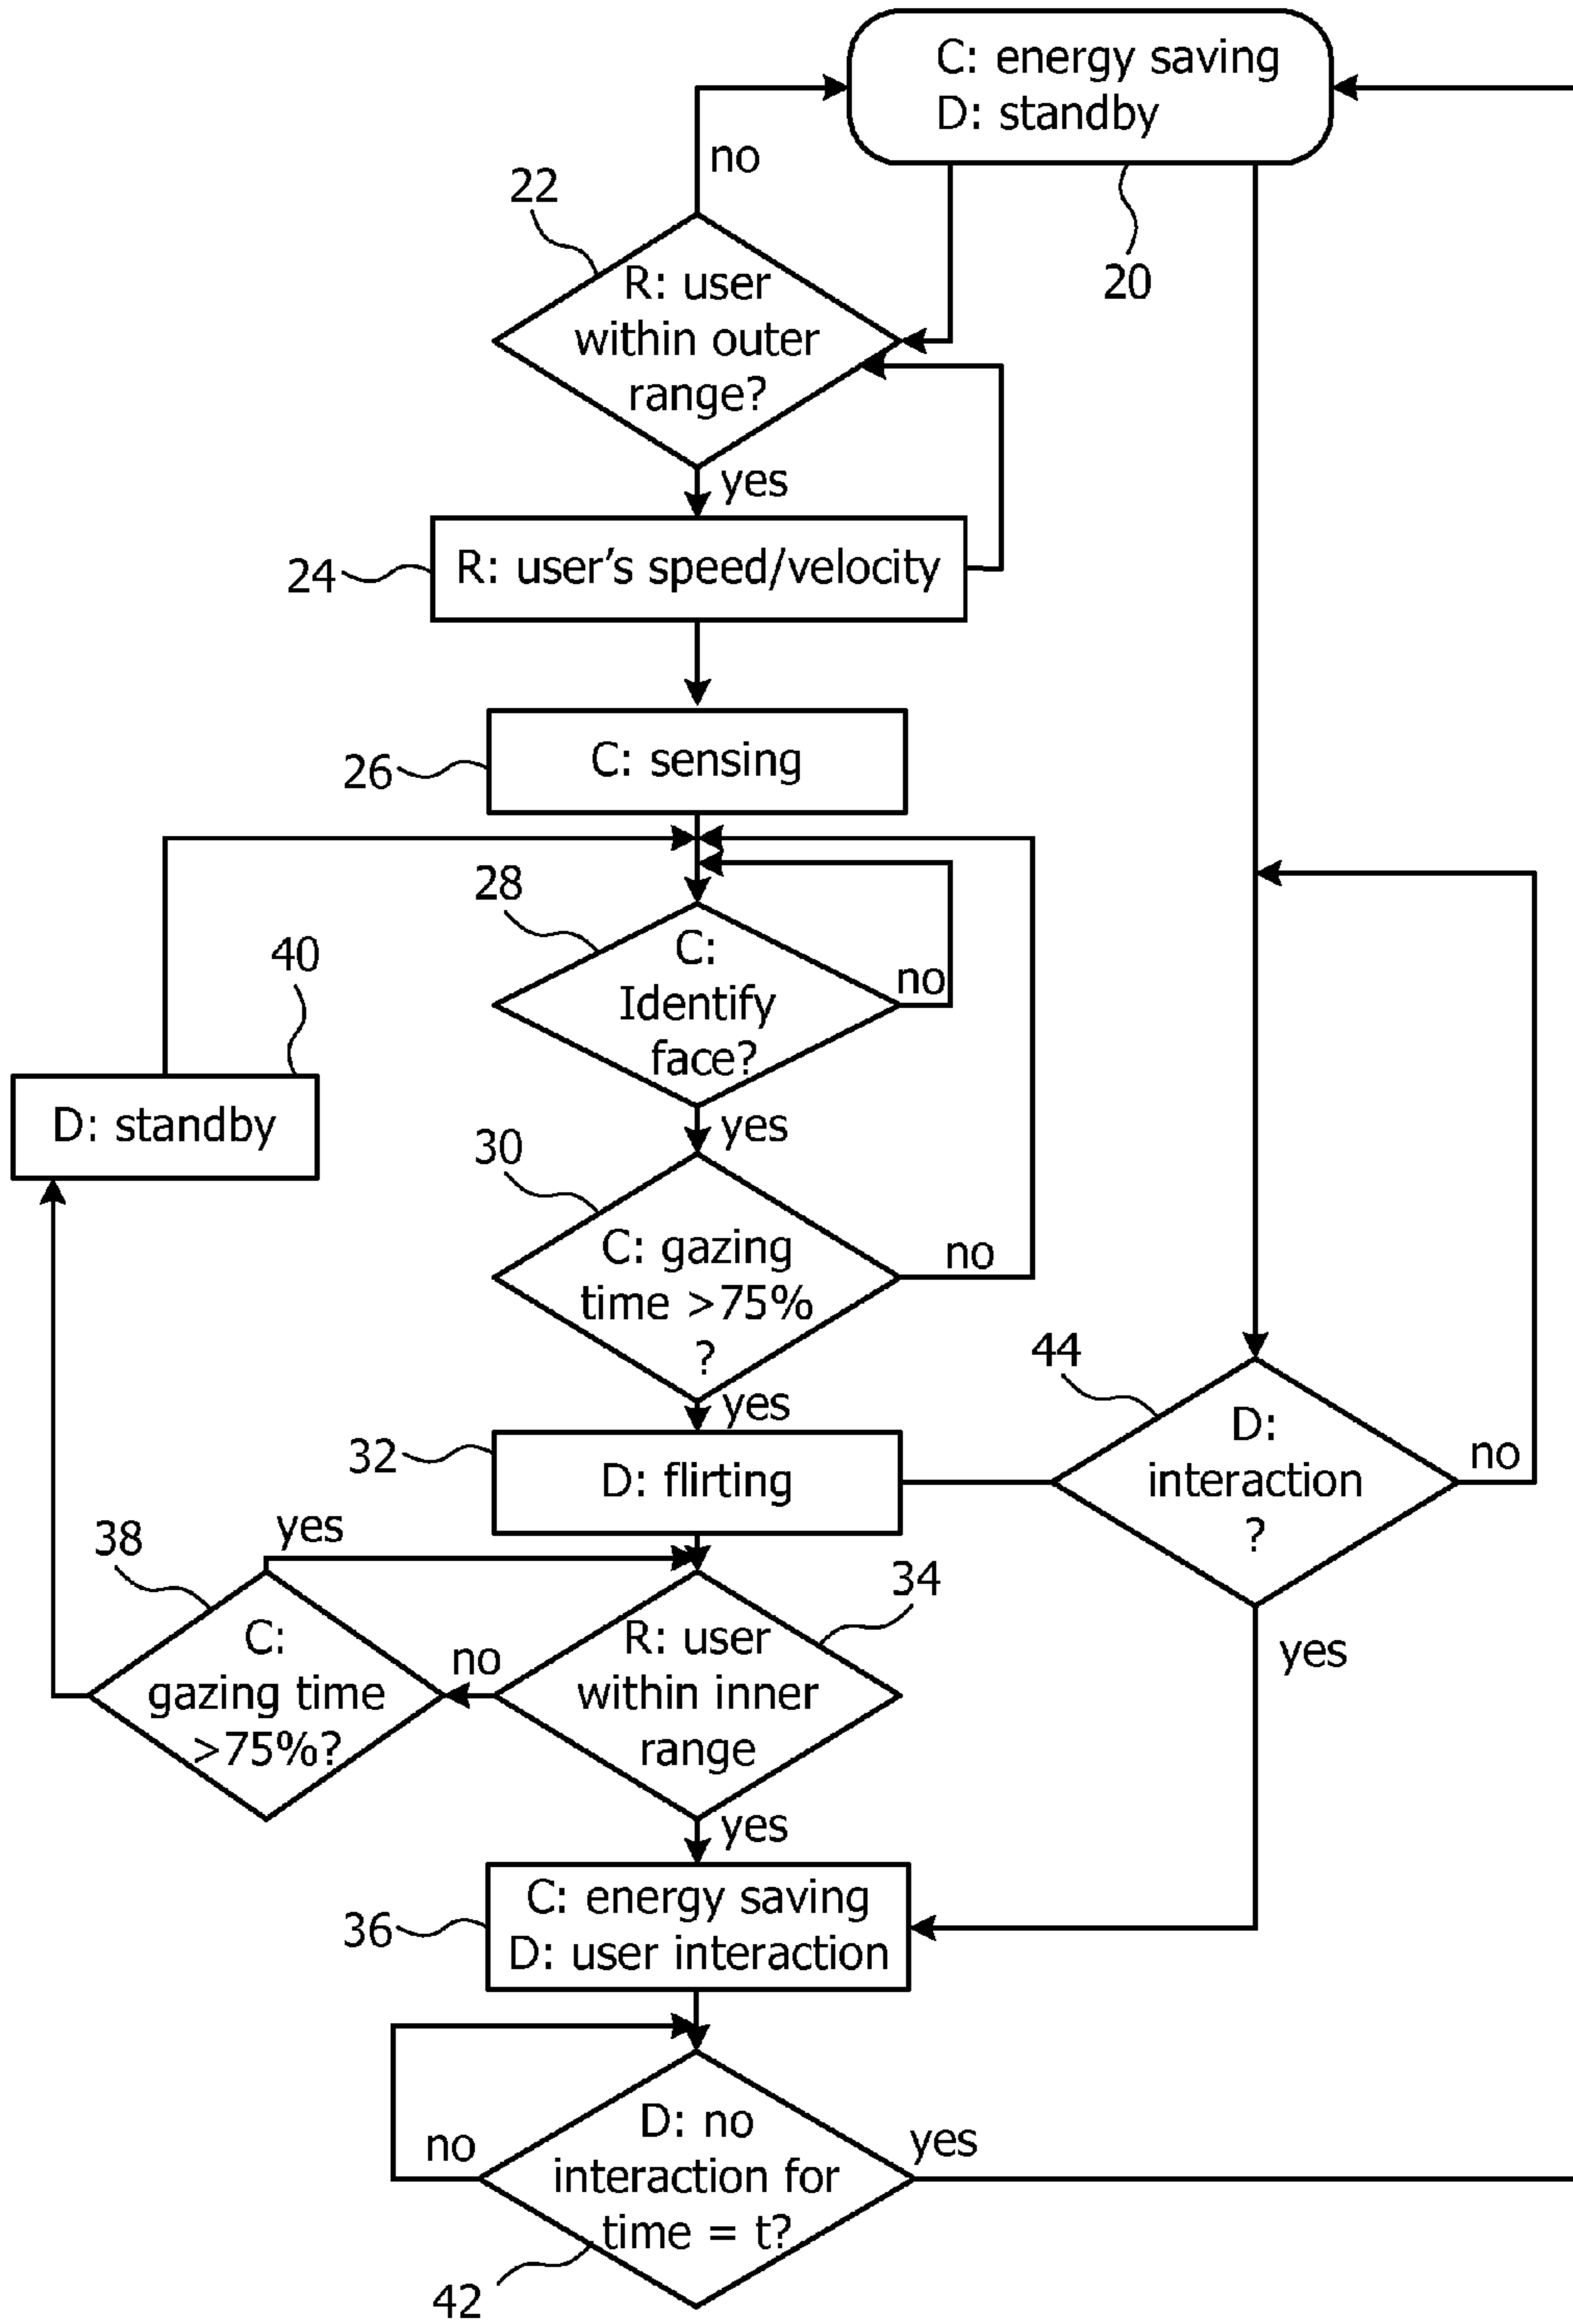 C: energy saving
D: standby
no
22
20
R: user
within outer
range?
yes
24
R: user's speed/velocity
26
C: sensing
28
40
C:
Identify
face?
no
D: standby
yes
30
C: gazing
time >75%
?
no
44
yes
32
D: flirting
D:
interaction
?
no
38
yes
34
C:
gazing time
>75%?
no
R: user
within inner
range
yes
yes
36
C: energy saving
D: user interaction
no
D: no
interaction for
time = t?
yes
42